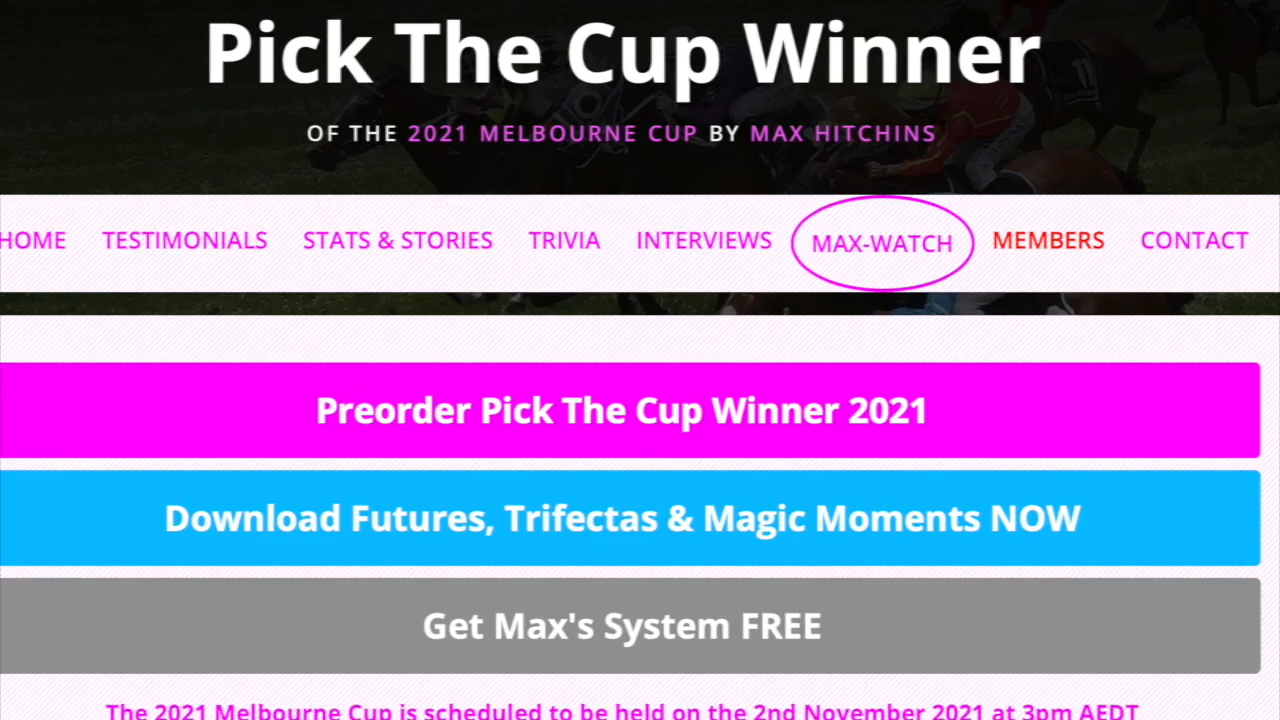 Pick The Cup Winner
OF THE 2021 MELBOURNE CUP BY MAX HITCHINS
HOME TESTIMONIALS STATS & STORIES TRIVIA INTERVIEWS MAX-WATCH MEMBERS CONTACT
Preorder Pick The Cup Winner 2021
Download Futures, Trifectas & Magic Moments NOW
Get Max's System FREE
The 2021 Melbourne Cup is scheduled to be held on the 2nd November 2021 at 3pm AEDT